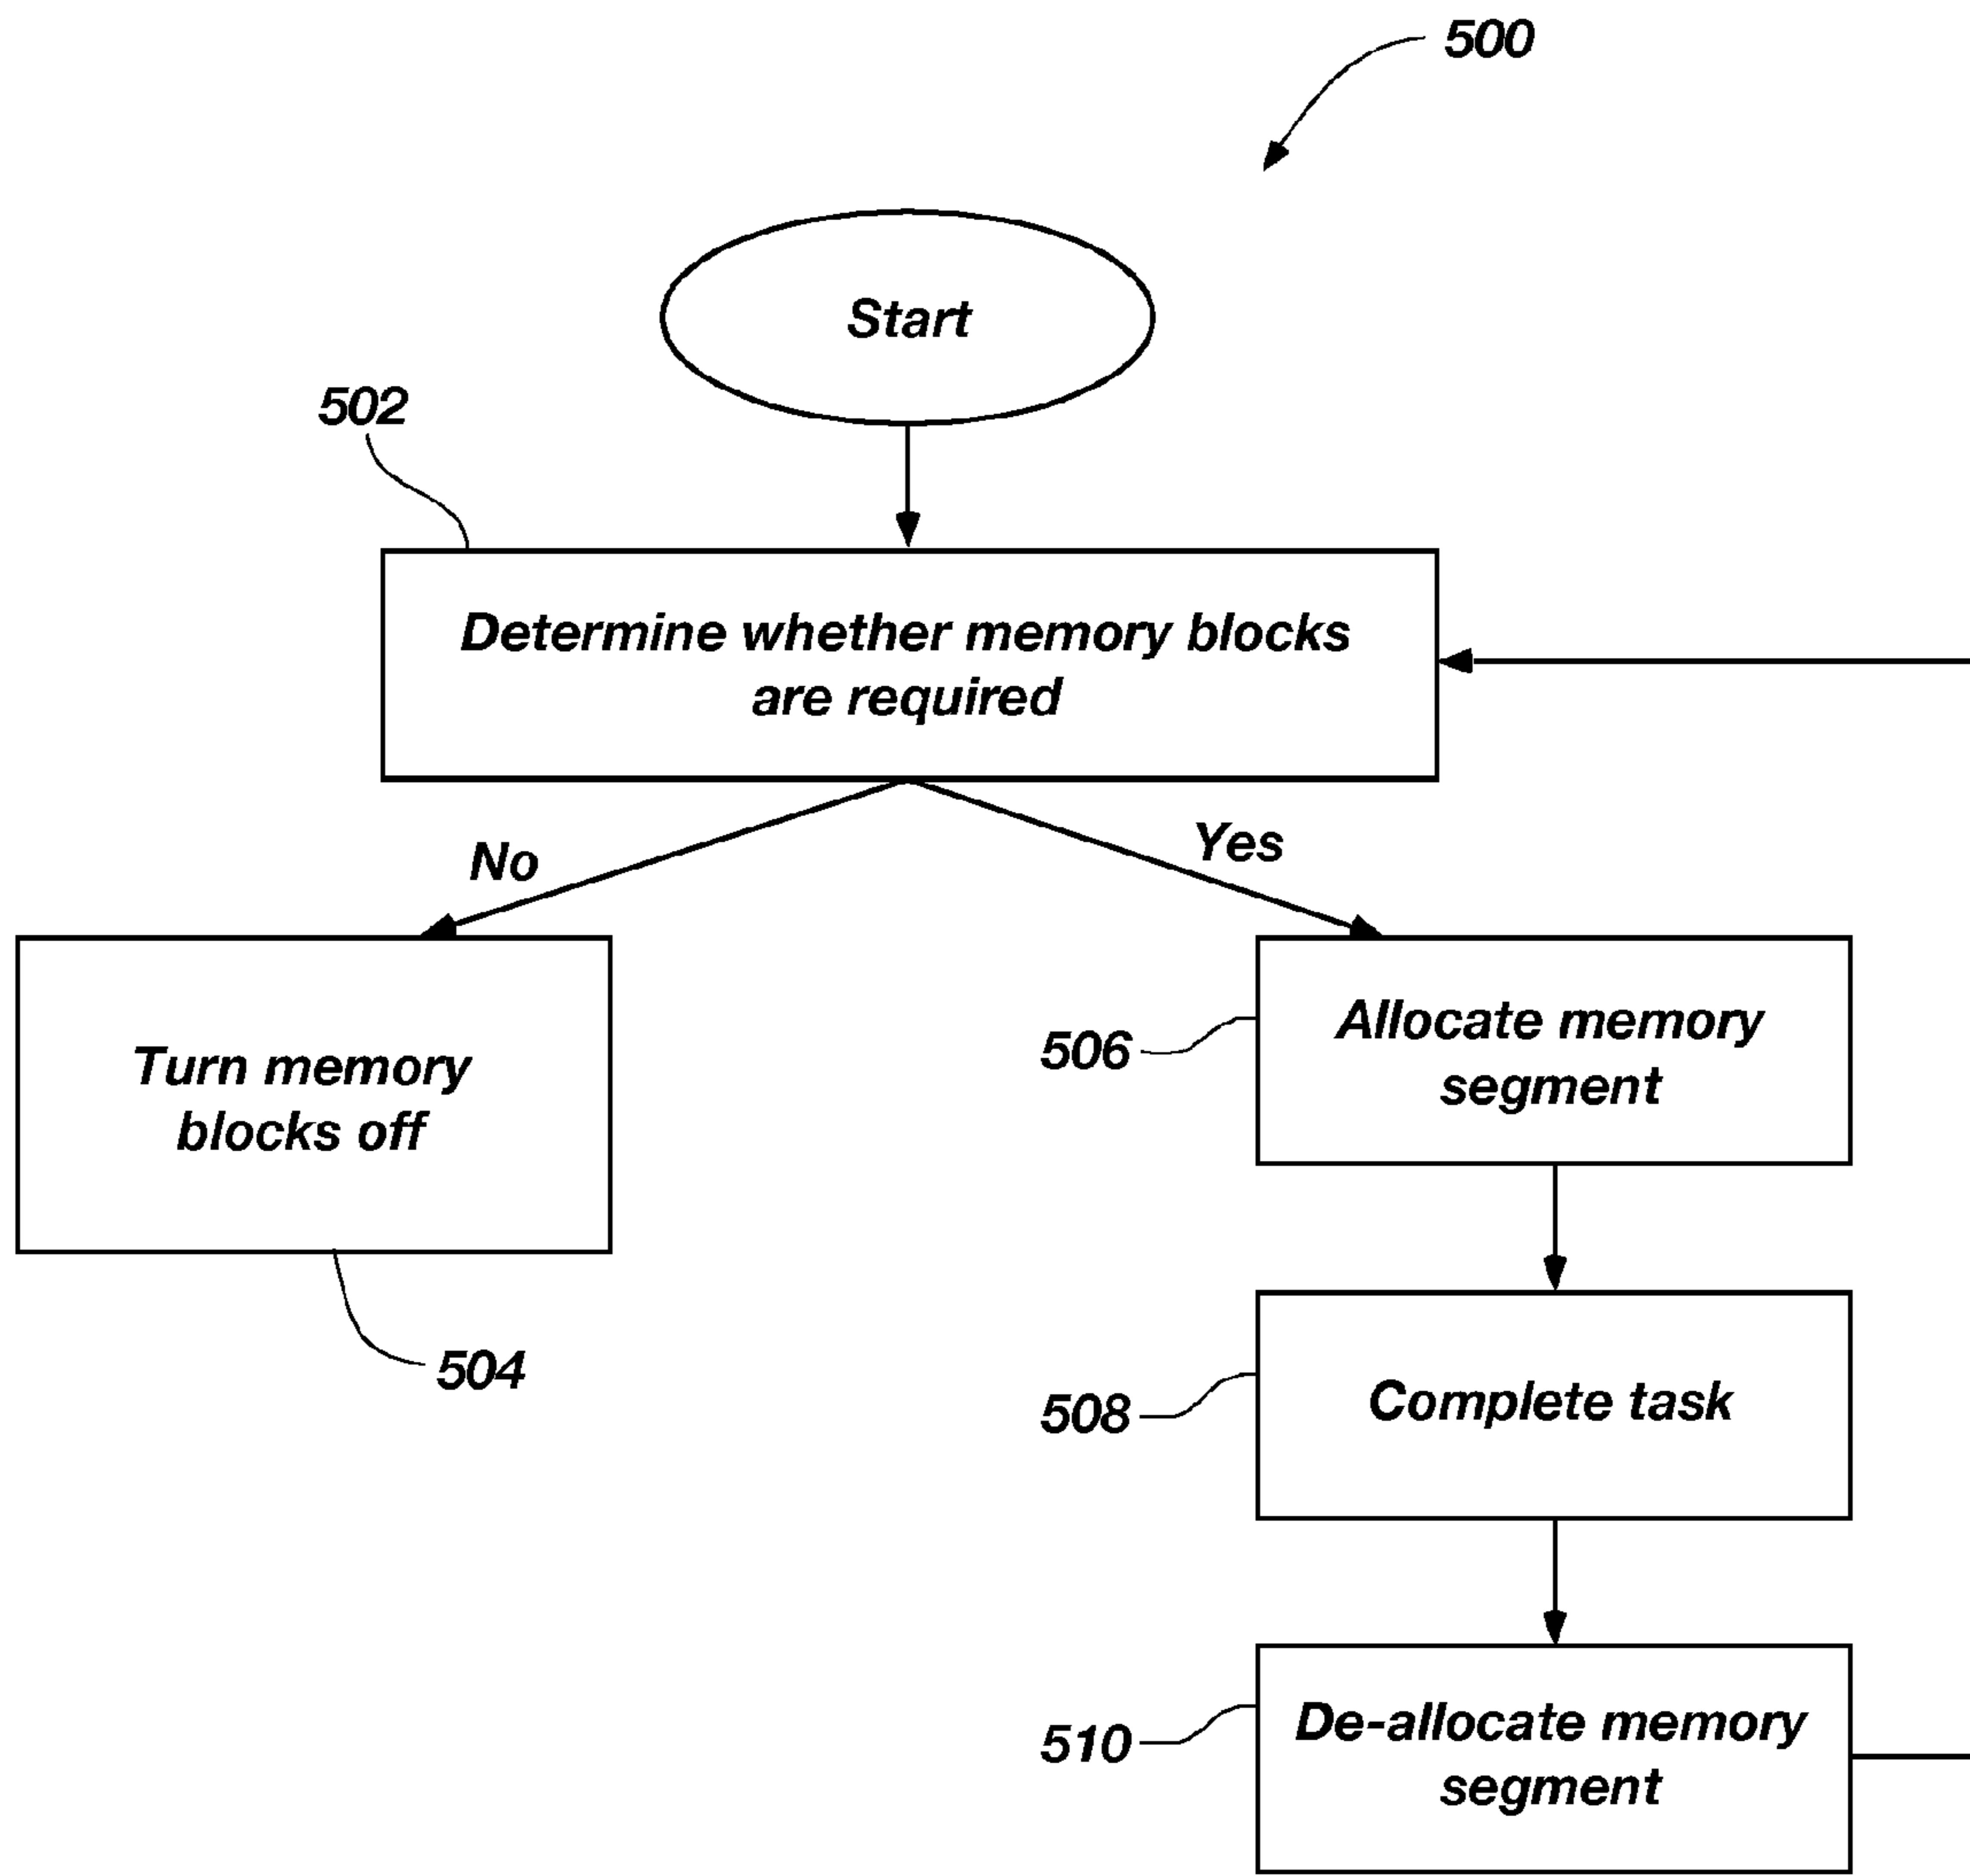 500
Start
502
Determine whether memory blocks
are required
No
Yes
Turn memory
blocks off
504
506
Allocate memory
segment
508
Complete task
510
De-allocate memory
segment